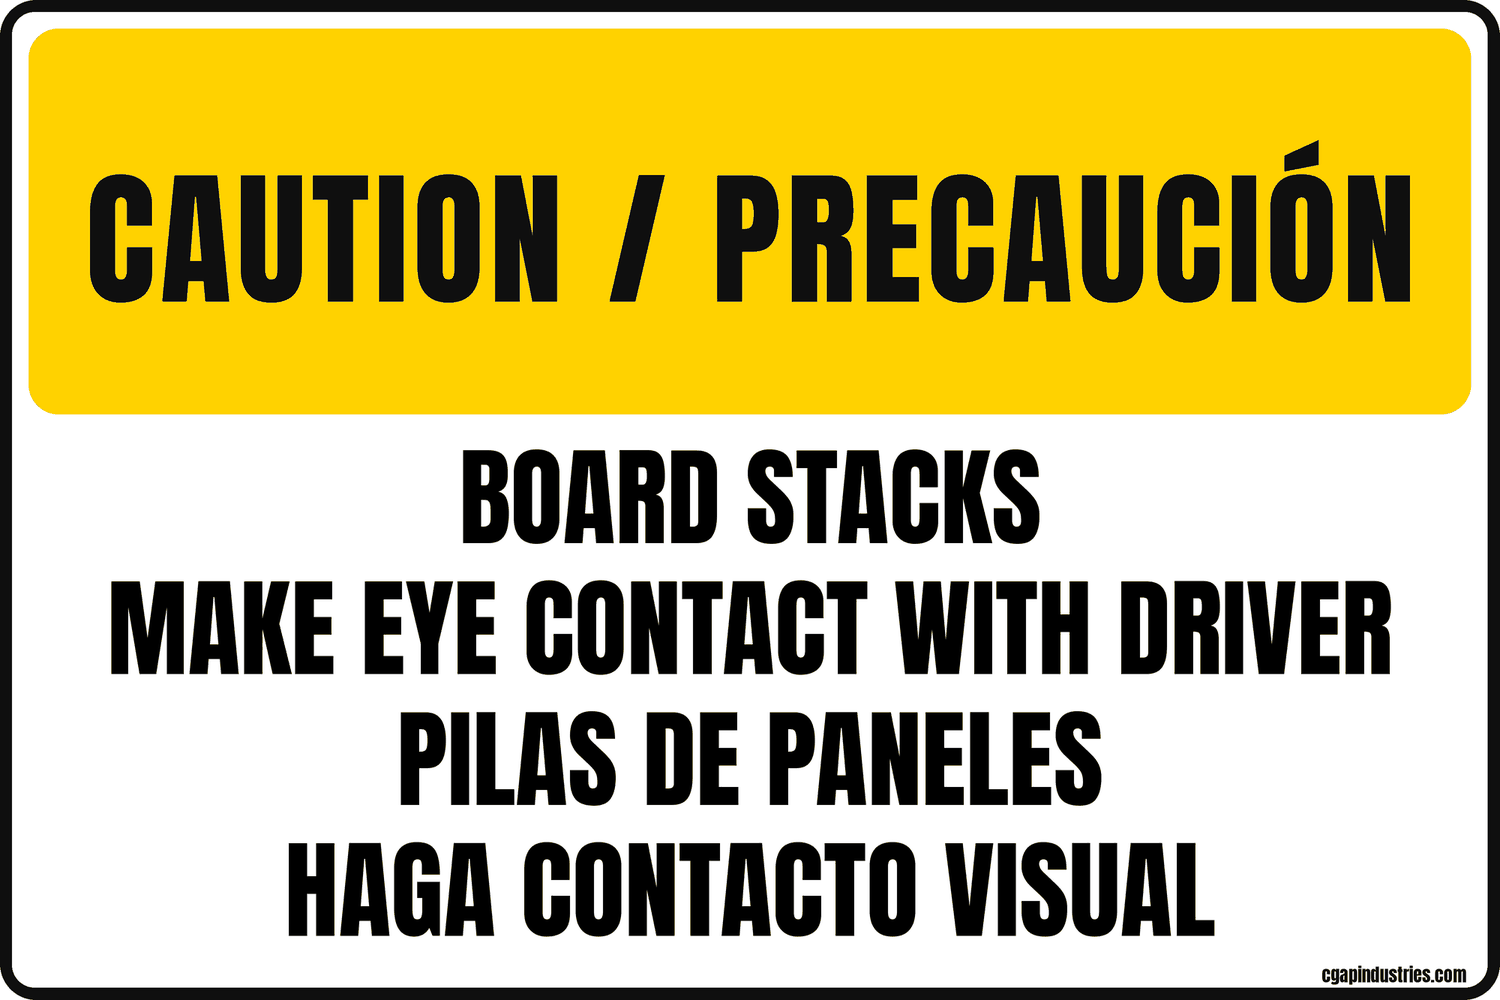 CAUTION / PRECAUCIÓN
BOARD STACKS
MAKE EYE CONTACT WITH DRIVER
PILAS DE PANELES
HAGA CONTACTO VISUAL
cgapindustries.com